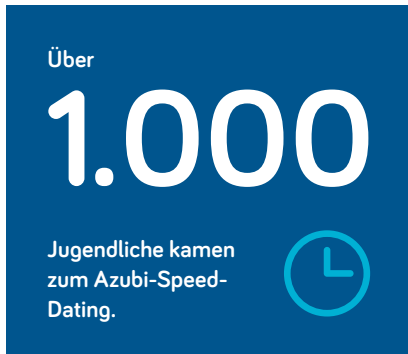 Über
1.000
Jugendliche kamen
zum Azubi-Speed-
Dating.